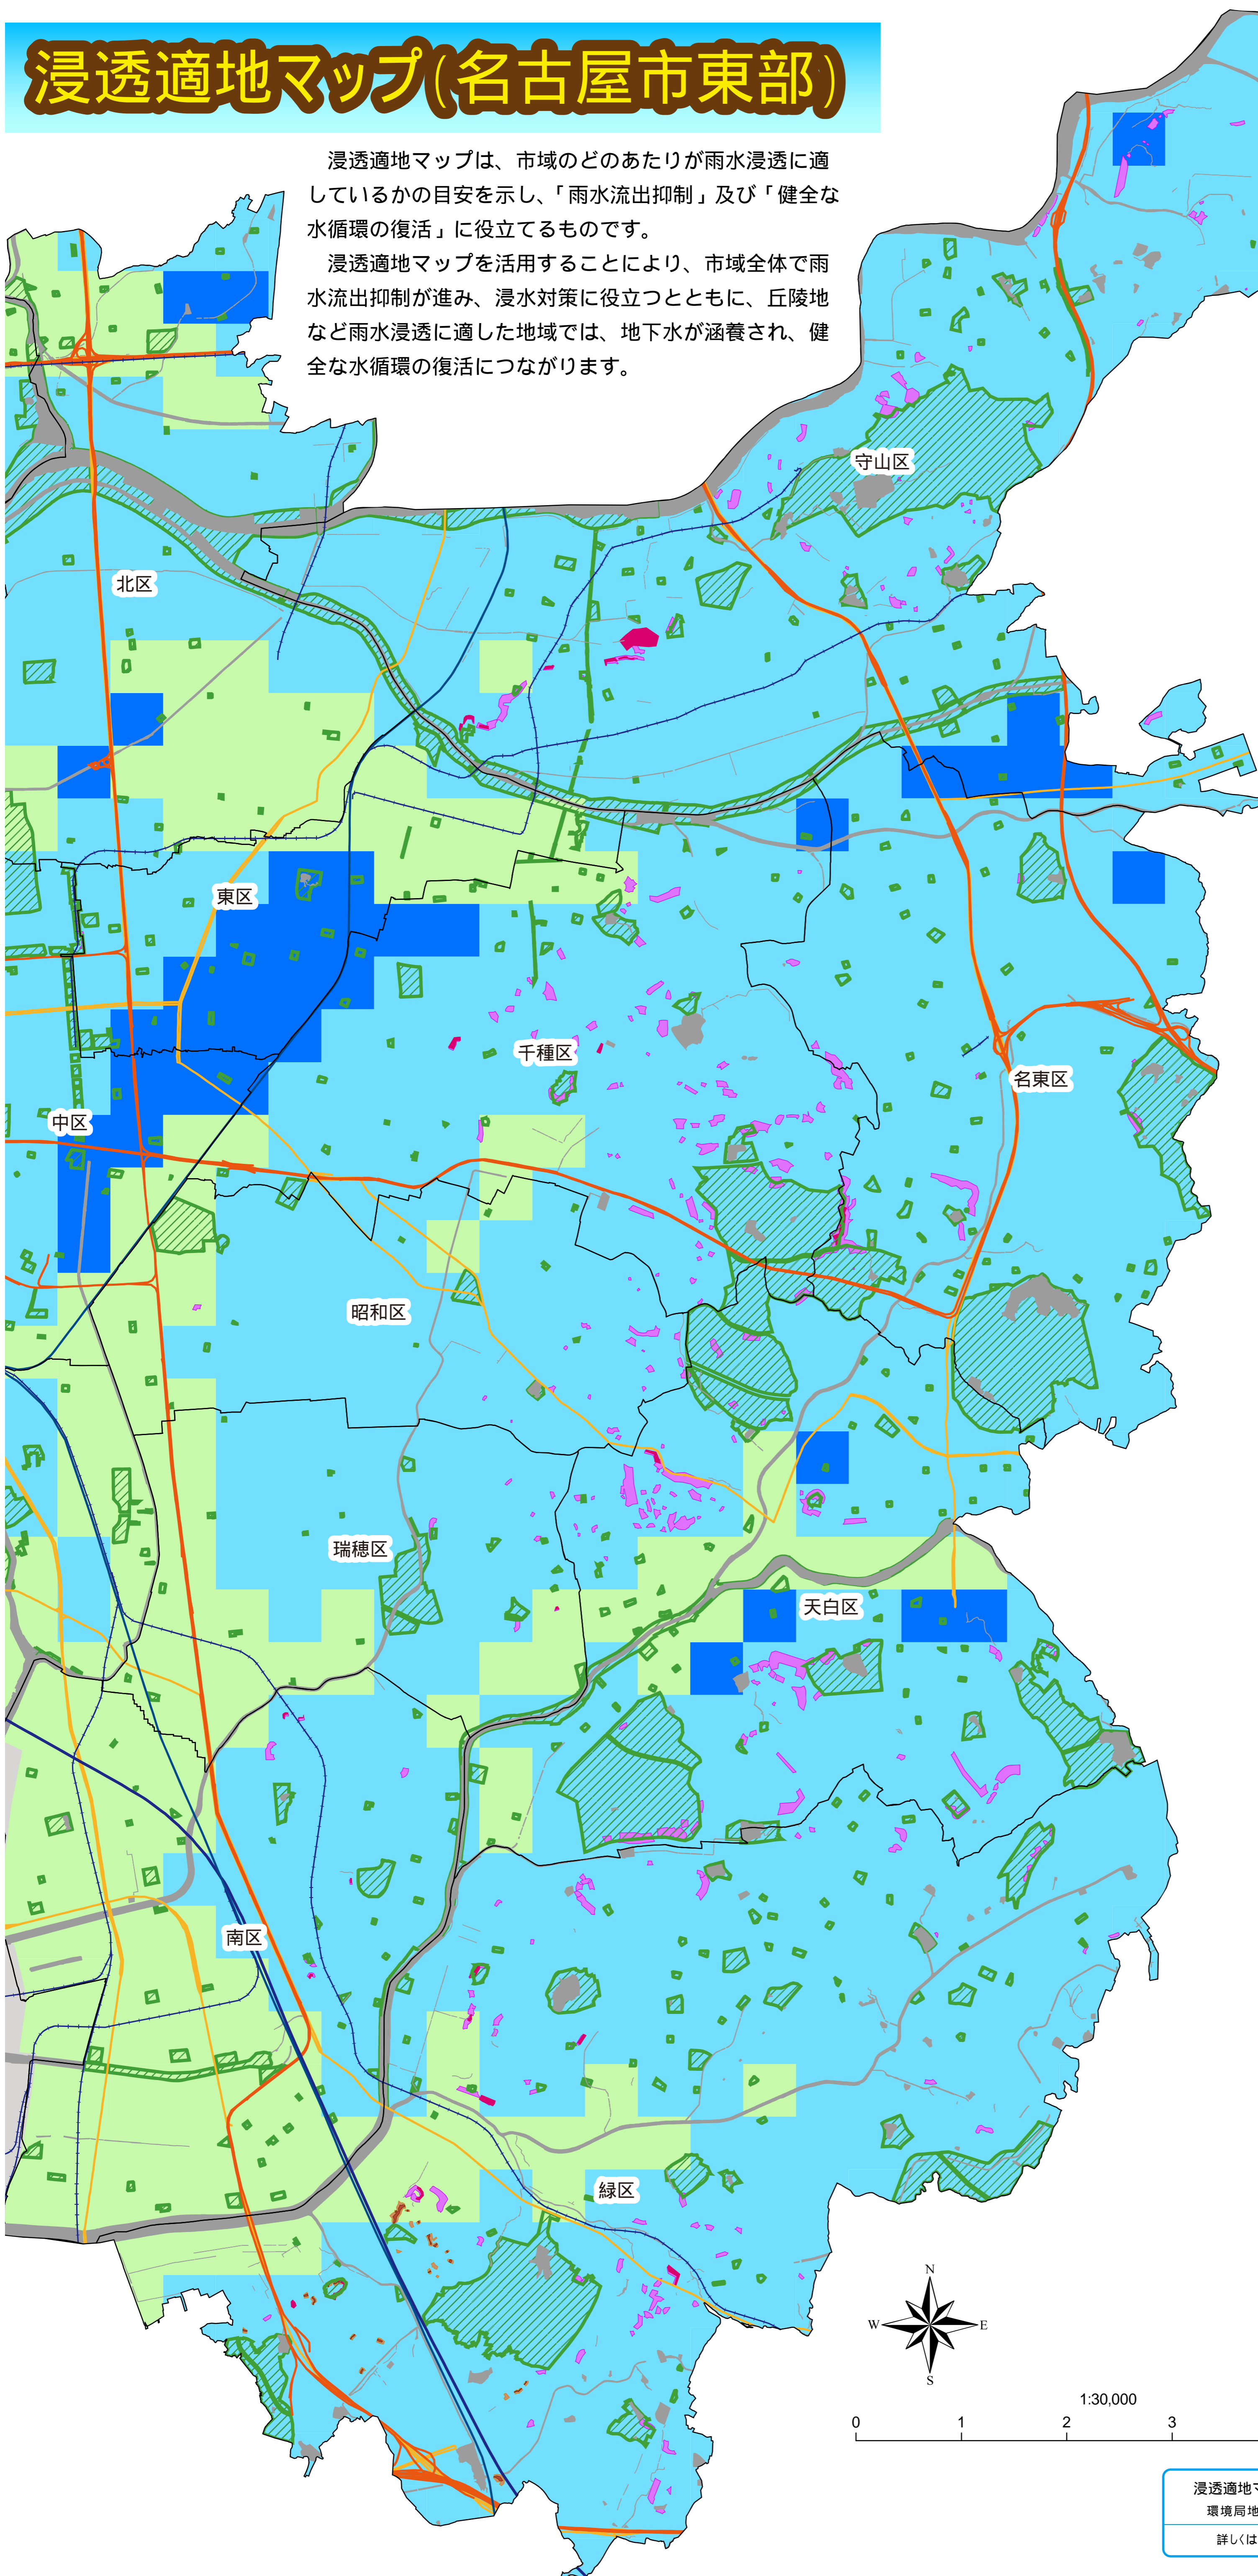 浸透適地マップ(名古屋市東部)
浸透適地マップは、市域のどのあたりが雨水浸透に適
しているかの目安を示し、「雨水流出抑制」及び「健全な
水循環の復活」に役立てるものです。
浸透適地マップを活用することにより、市域全体で雨
水流出抑制が進み、浸水対策に役立つとともに、丘陵地
など雨水浸透に適した地域では、地下水が涵養され、健
全な水循環の復活につながります。
守山区
北区
東区
千種区
名東区
中区
昭和区
瑞穂区
天白区
南区
緑区
N
W
E
S
1:30,000
0 1 2 3
浸透適地マ
環境局地
詳しくは